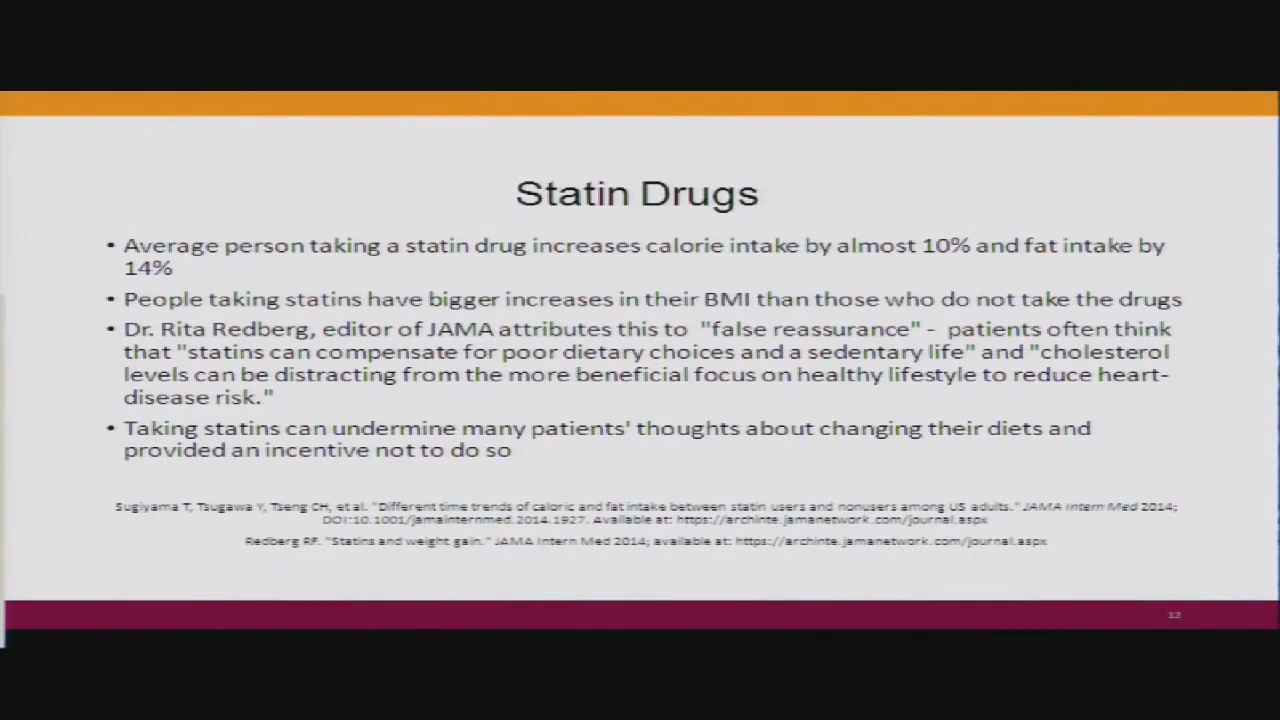 Statin Drugs
• Average person taking a statin drug increases calorie intake by almost 10% and fat intake by
14%
• People taking statins have bigger increases in their BMI than those who do not take the drugs
• Dr. Rita Redberg, editor of JAMA attributes this to "false reassurance" - patients often think
that "statins can compensate for poor dietary choices and a sedentary life" and "cholesterol
levels can be distracting from the more beneficial focus on healthy lifestyle to reduce heart-
disease risk."
• Taking statins can undermine many patients' thoughts about changing their diets and
provided an incentive not to do so
Sugiyama T, Tsugawa Y, Tseng CH, et al. "Different time trends of caloric and fat intake between statin users and nonusers among US adults." JAMA Intern Med 2014;
DOI:10.1001/jamainternmed.2014.1927. Available at: https://archinte.jamanetwork.com/journal.aspx
Redberg RF. "Statins and weight gain." JAMA Intern Med 2014; available at: https://archinte.jamanetwork.com/journal.aspx
12